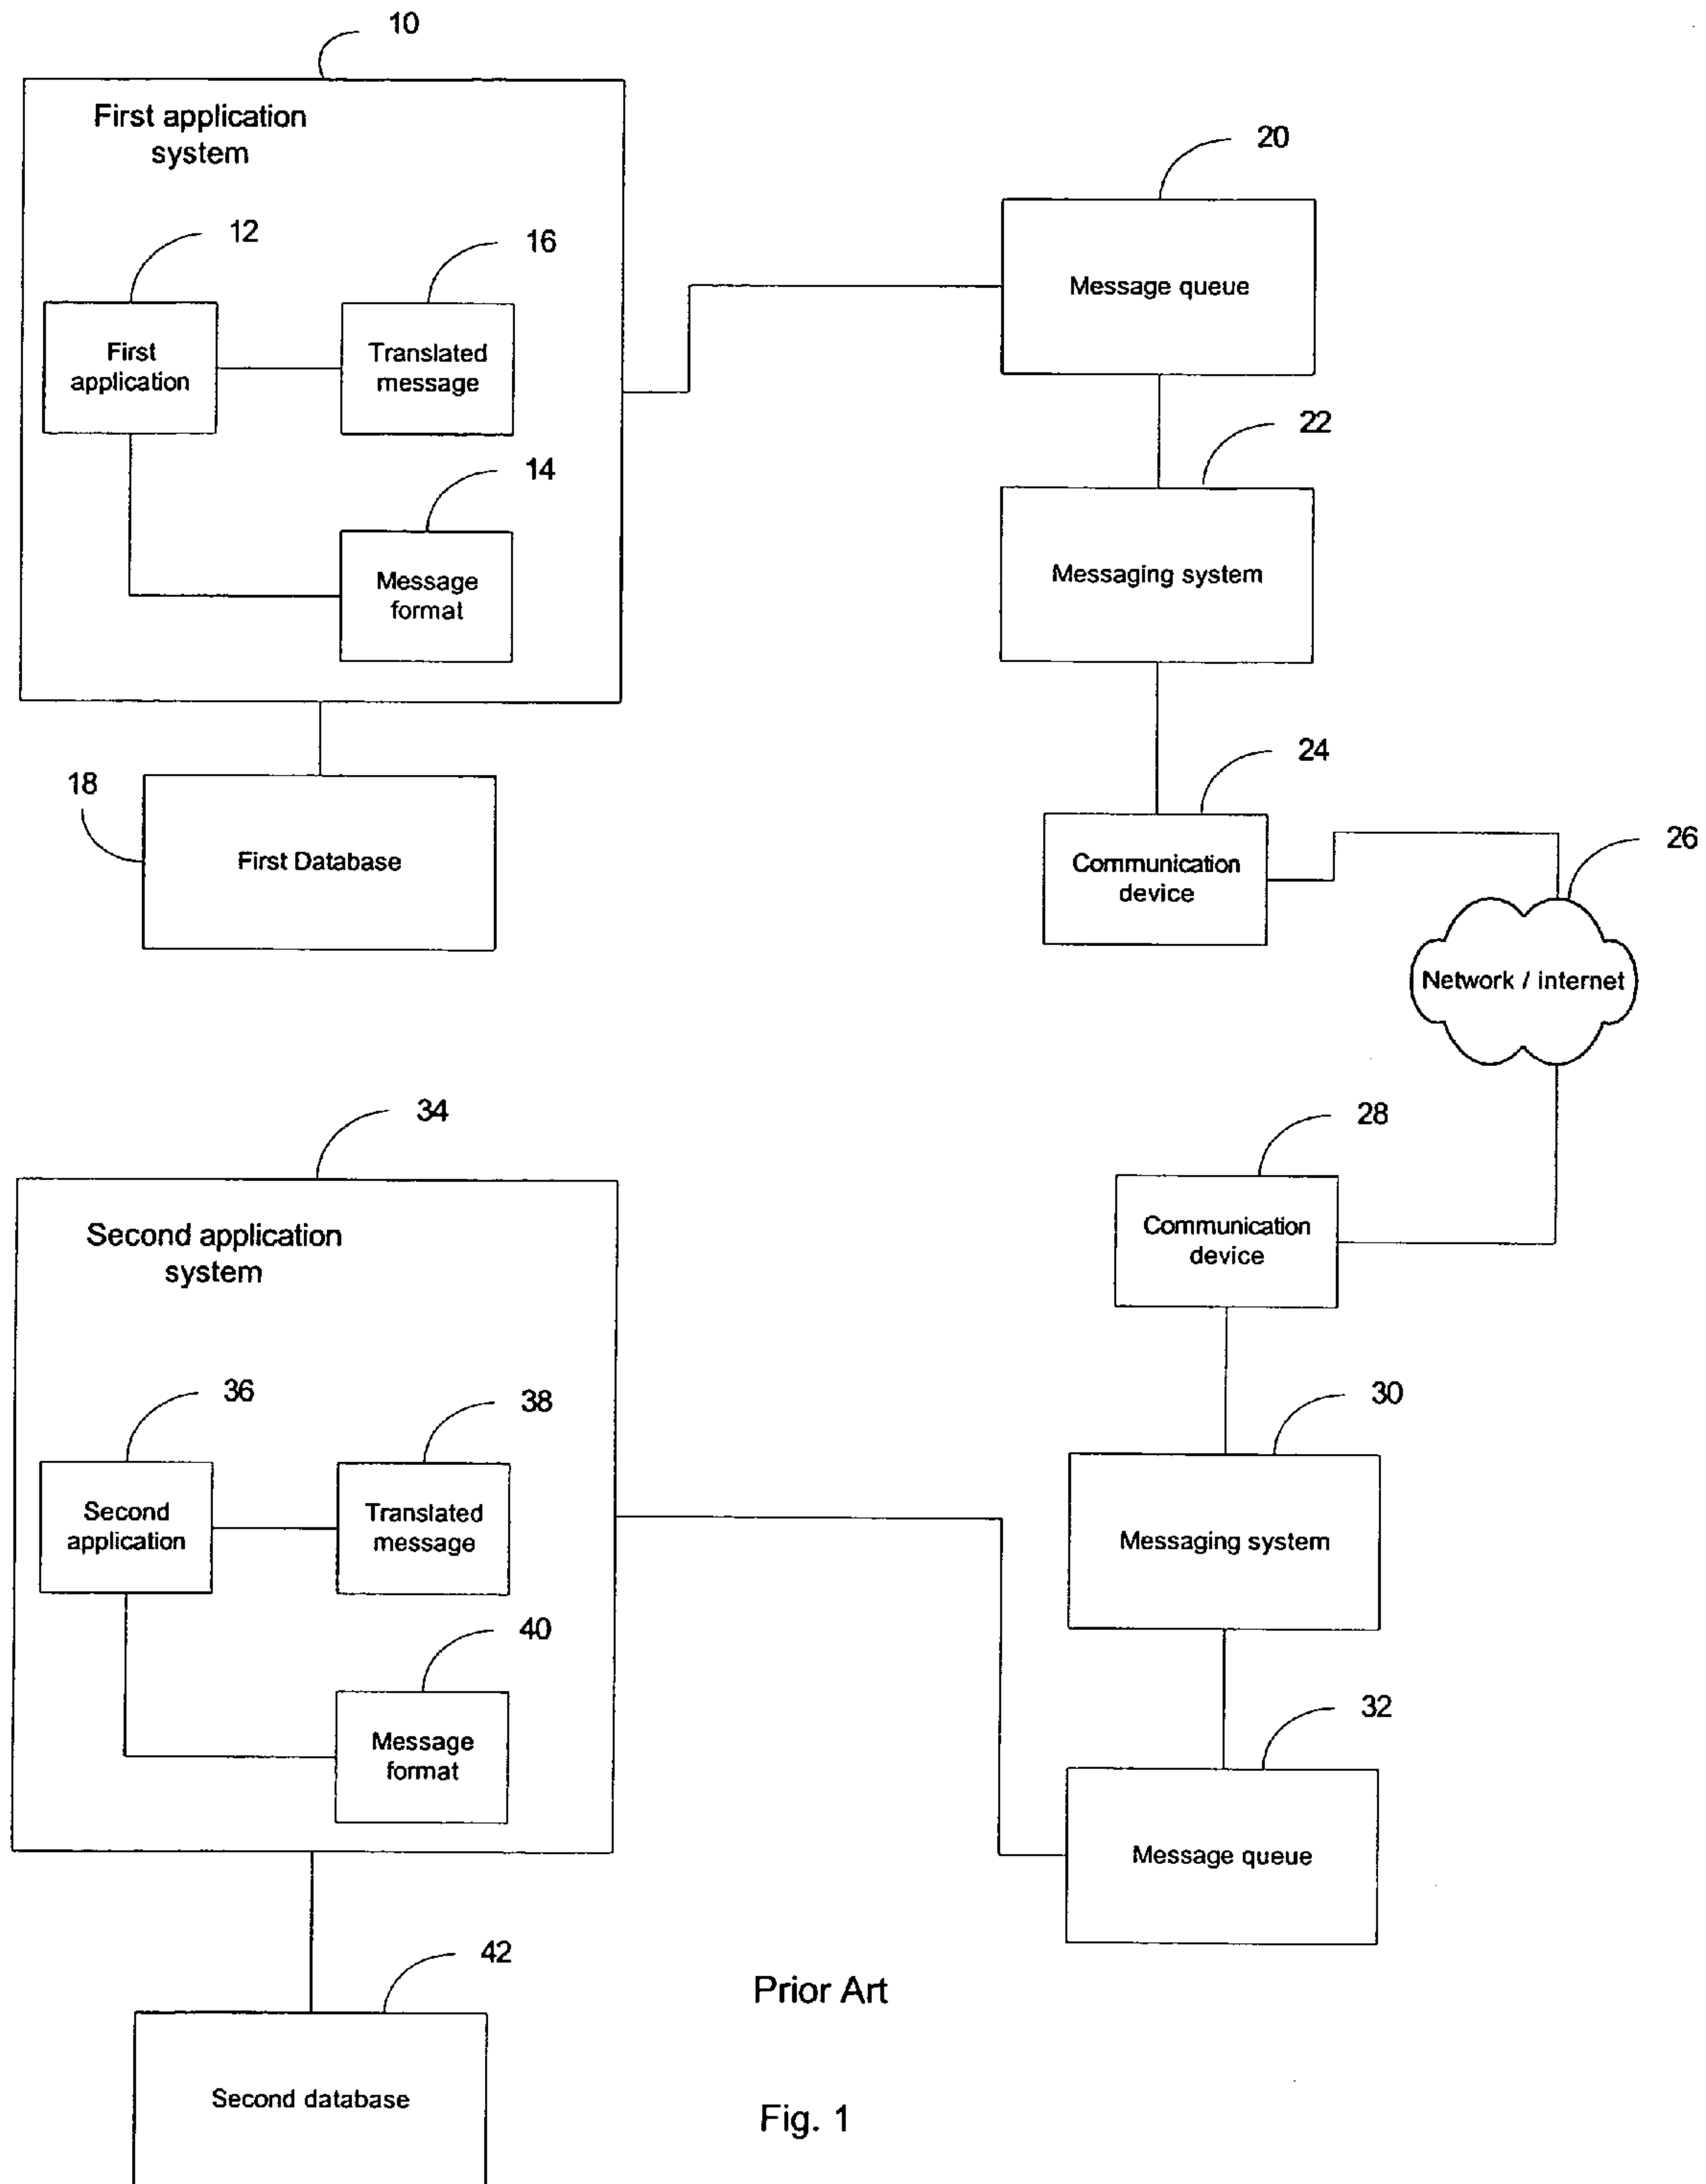 10
First application
system
20
12
16
Message queue
First
application
Translated
message
22
14
Messaging system
Message
format
24
18
First Database
Communication
device
26
Network / internet
34
28
Second application
system
Communication
device
36
38
30
Second
application
Translated
message
Messaging system
40
32
Message
format
Message queue
42
Prior Art
Second database
Fig. 1